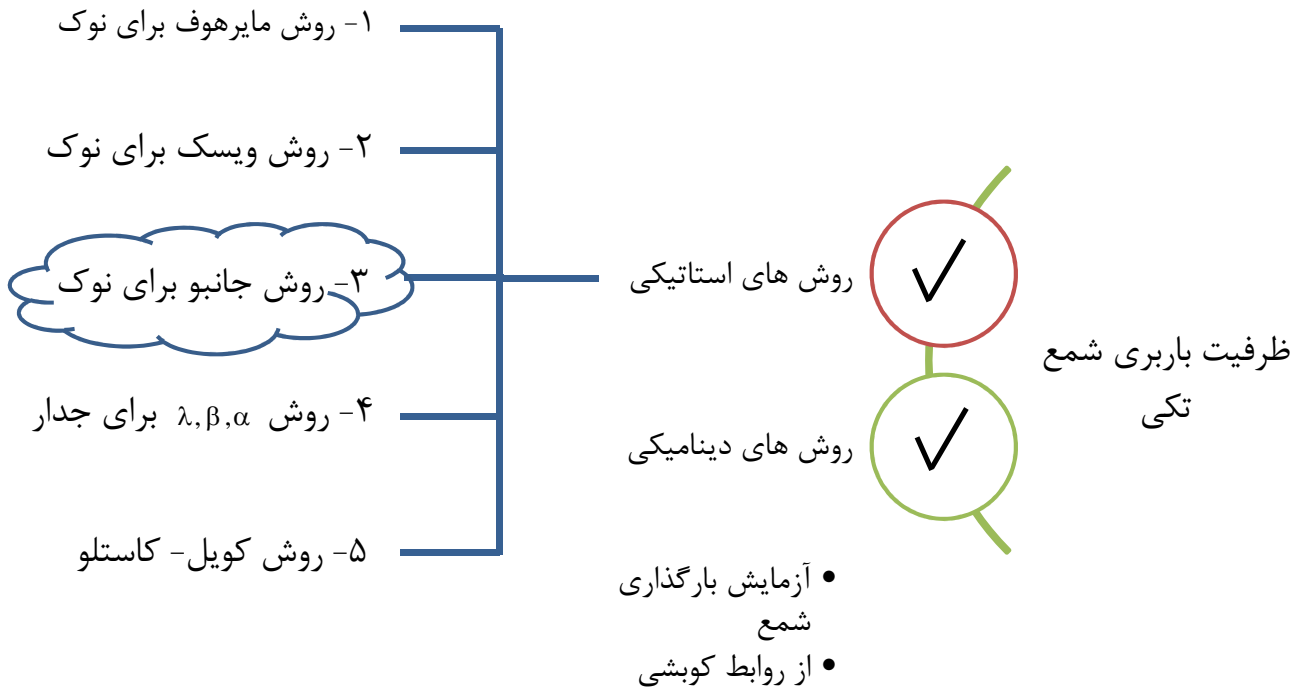 ظرفیت باربری شمع
تکی
روش های استاتیکی
۱- روش مایرهوف برای نوک
۲- روش ویسک برای نوک
۳- روش جانبو برای نوک
۴- روش λ,β,α برای جدار
۵- روش کویل- کاستلو
روش های دینامیکی
• آزمایش بارگذاری
شمع
• از روابط کوبشی